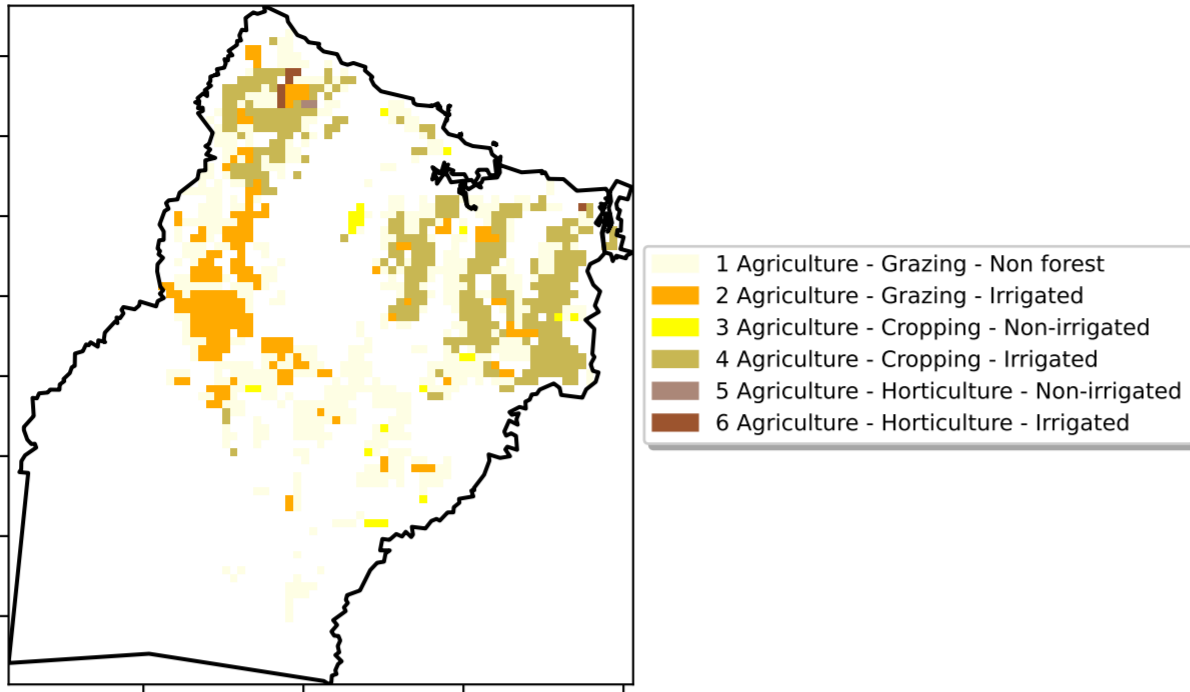 1 Agriculture - Grazing - Non forest
2 Agriculture - Grazing - Irrigated
3 Agriculture - Cropping - Non-irrigated
4 Agriculture - Cropping - Irrigated
5 Agriculture - Horticulture - Non-irrigated
6 Agriculture - Horticulture - Irrigated